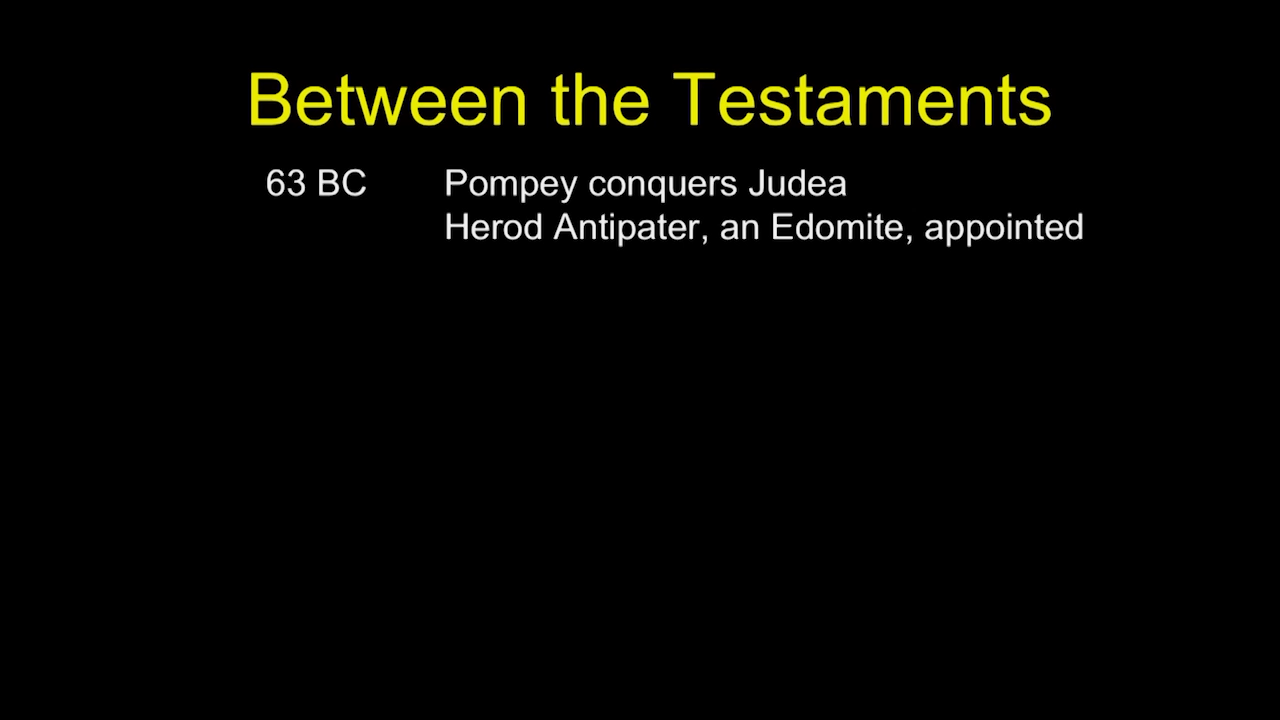 Between the Testaments
63 BC Pompey conquers Judea
Herod Antipater, an Edomite, appointed